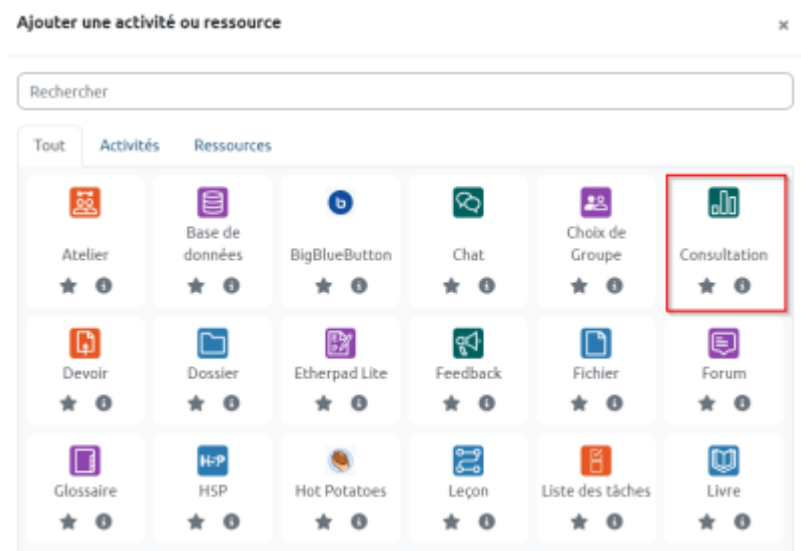 Ajouter une activité ou ressource
×
Rechercher
Tout Activités Ressources
Atelier
Base de
données
BigBlueButton
Chat
Choix de
Groupe
Consultation
Devoir
Dossier
Etherpad Lite
Feedback
Fichier
Forum
Glossaire
H-P
H5P
Hot Potatoes
Leçon
Liste des tâches
Livre